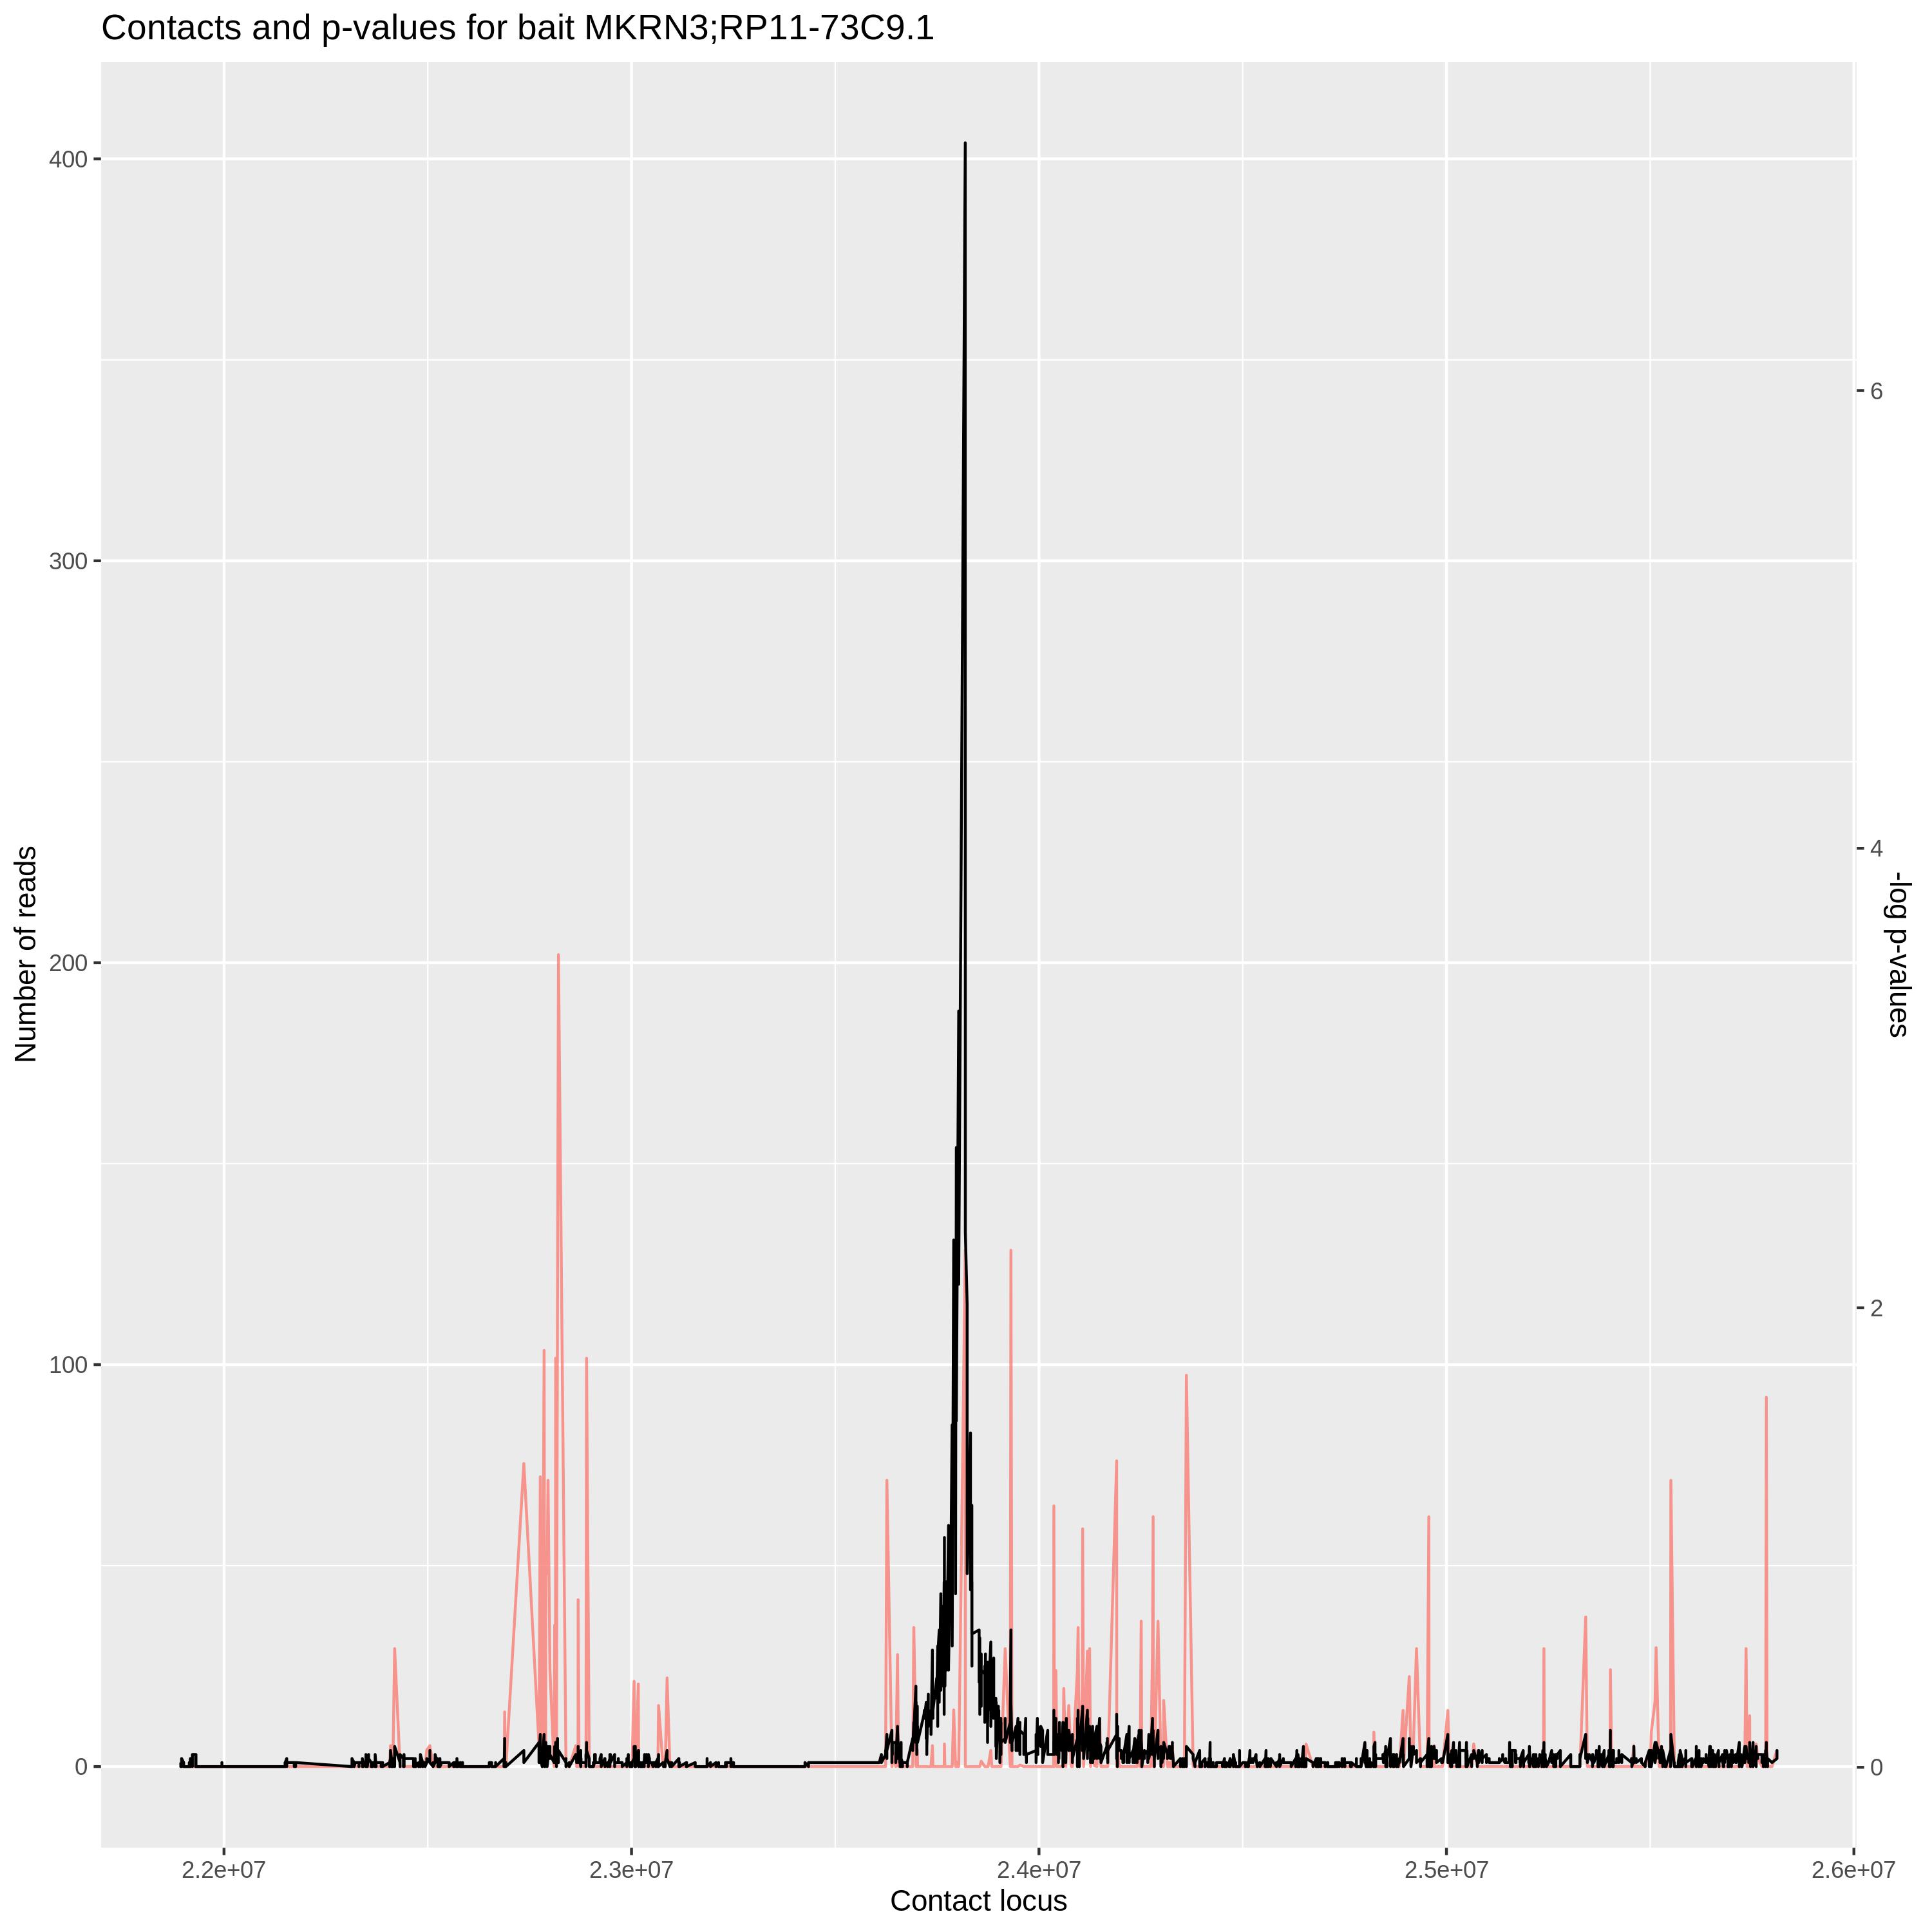 Contacts and p-values for bait MKRN3;RP11-73C9.1
400
300
200
100
0
Number of reads
6
4
2
0
-log p-values
2.2e+07
2.3e+07
2.4e+07
2.5e+07
2.6e+07
Contact locus